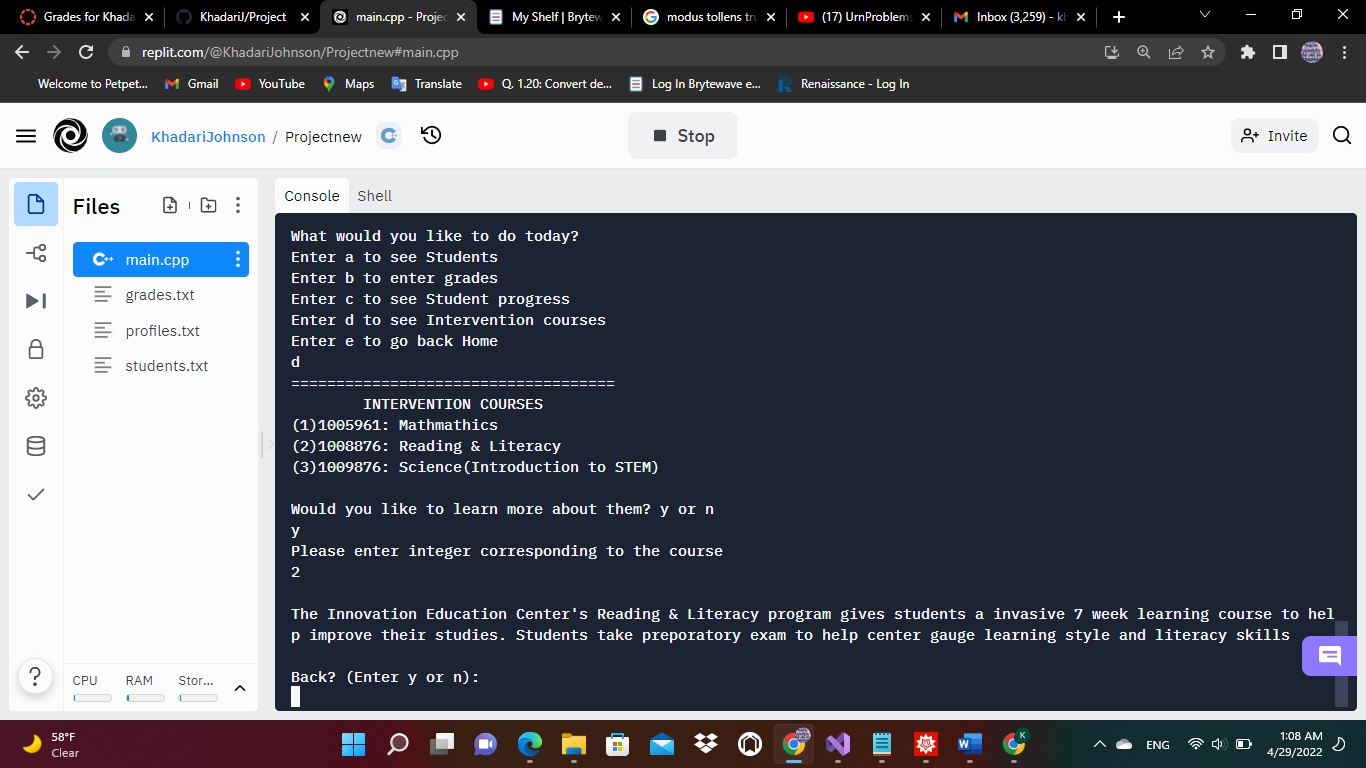 Grades for Khada
KhadariJ/Project
main.cpp - Projec
My Shelf | Brytew
modus tollens tru
(17) UrnProblems
Inbox (3,259) - kh
replit.com/@KhadariJohnson/Projectnew#main.cpp
Welcome to Petpet...
Gmail
YouTube
Maps
Translate
Q. 1.20: Convert de...
Log In Brytewave e...
Renaissance - Log In
KhadariJohnson / Projectnew
Stop
Invite
Files
main.cpp
grades.txt
profiles.txt
students.txt
CPU
RAM
Stor...
Console
Shell
What would you like to do today?
Enter a to see Students
Enter b to enter grades
Enter c to see Student progress
Enter d to see Intervention courses
Enter e to go back Home
d
====================================
INTERVENTION COURSES
(1)1005961: Mathmathics
(2)1008876: Reading & Literacy
(3)1009876: Science(Introduction to STEM)
Would you like to learn more about them? y or n
y
Please enter integer corresponding to the course
2
The Innovation Education Center's Reading & Literacy program gives students a invasive 7 week learning course to hel
p improve their studies. Students take preporatory exam to help center gauge learning style and literacy skills
Back? (Enter y or n):
58°F
Clear
ENG
1:08 AM
4/29/2022